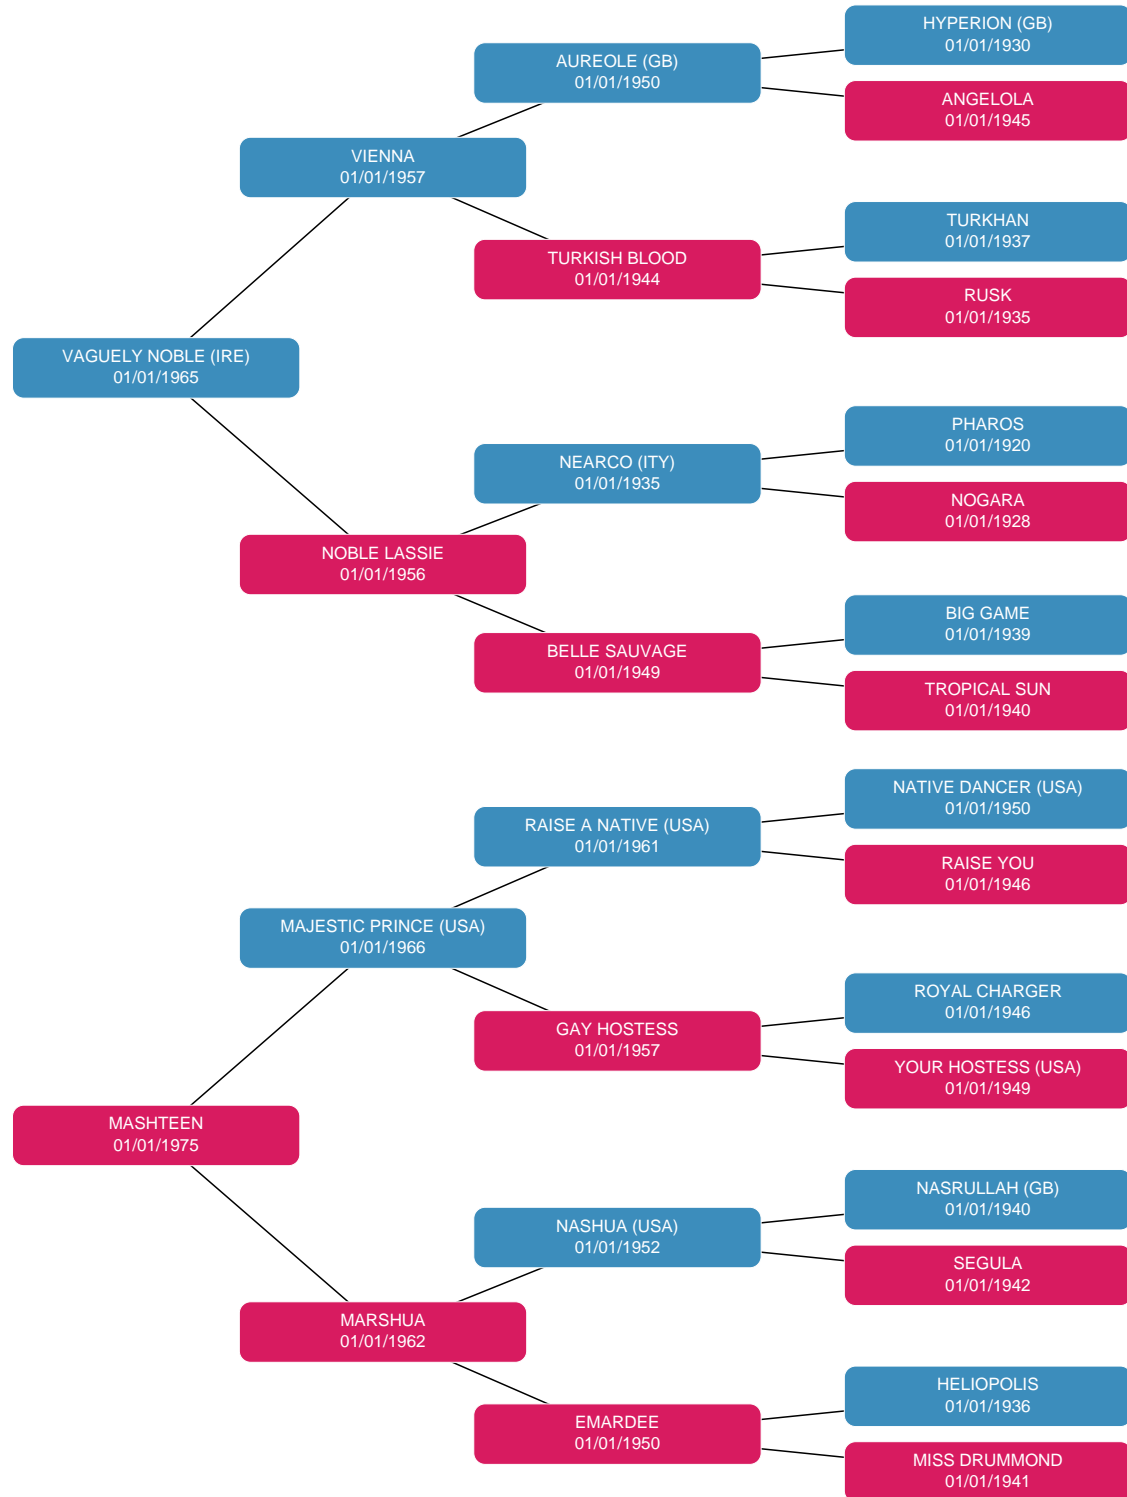 HYPERION (GB)
01/01/1930
AUREOLE (GB)
01/01/1950
ANGELOLA
01/01/1945
VIENNA
01/01/1957
TURKHAN
01/01/1937
TURKISH BLOOD
01/01/1944
RUSK
01/01/1935
VAGUELY NOBLE (IRE)
01/01/1965
PHAROS
01/01/1920
NEARCO (ITY)
01/01/1935
NOGARA
01/01/1928
NOBLE LASSIE
01/01/1956
BIG GAME
01/01/1939
BELLE SAUVAGE
01/01/1949
TROPICAL SUN
01/01/1940
NATIVE DANCER (USA)
01/01/1950
RAISE A NATIVE (USA)
01/01/1961
RAISE YOU
01/01/1946
MAJESTIC PRINCE (USA)
01/01/1966
ROYAL CHARGER
01/01/1946
GAY HOSTESS
01/01/1957
YOUR HOSTESS (USA)
01/01/1949
MASHTEEN
01/01/1975
NASRULLAH (GB)
01/01/1940
NASHUA (USA)
01/01/1952
SEGULA
01/01/1942
MARSHUA
01/01/1962
HELIOPOLIS
01/01/1936
EMARDEE
01/01/1950
MISS DRUMMOND
01/01/1941